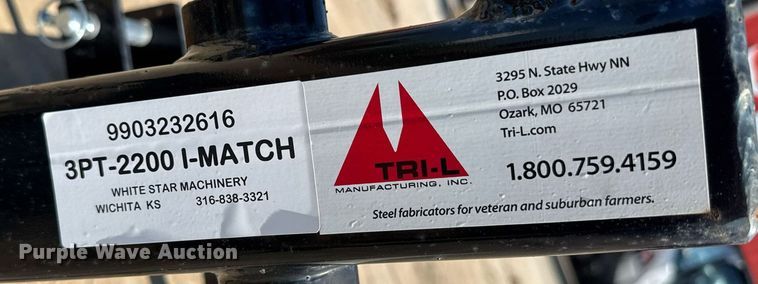 9903232616
3PT-2200 I-MATCH
WHITE STAR MACHINERY
WICHITA KS 316-838-3321
TRI-L
MANUFACTURING, INC.
3295 N. State Hwy NN
P.O. Box 2029
Ozark, MO 65721
Tri-L.com
1.800.759.4159
Steel fabricators for veteran and suburban farmers.
Purple Wave Auction